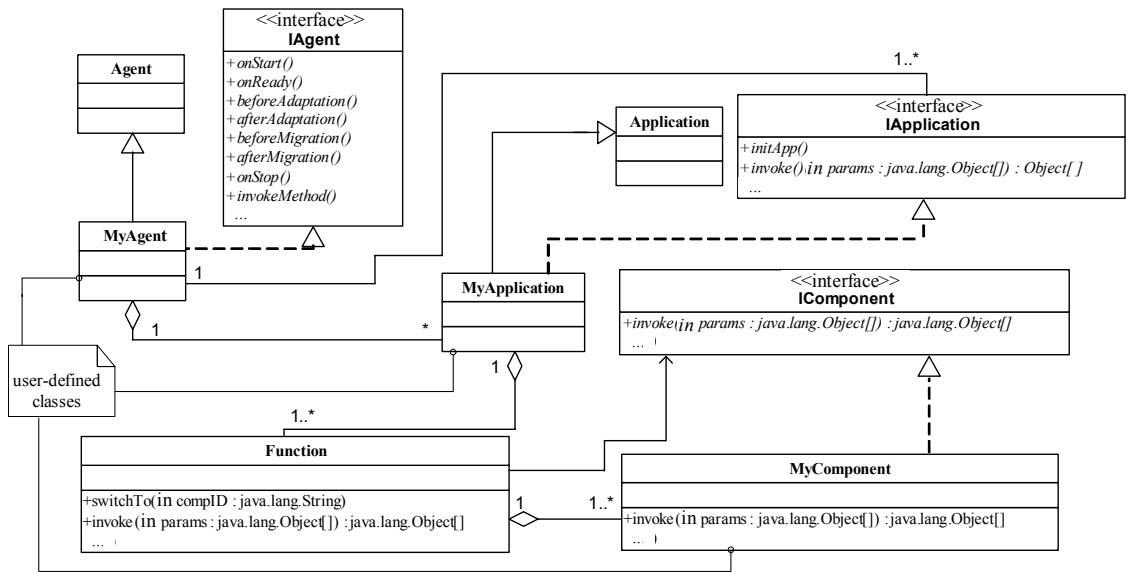 <<interface>>
IAgent
+onStart()
+onReady()
+beforeAdaptation()
+afterAdaptation()
+beforeMigration()
+afterMigration()
+onStop()
+invokeMethod()
...
Agent
1..*
Application
<<interface>>
IApplication
+initApp()
+invoke()(in params : java.lang.Object[]) : Object[ ]
...
MyAgent
1
1
*
MyApplication
1
<<interface>>
IComponent
+invoke(in params : java.lang.Object[]) : java.lang.Object[]
... )
user-defined
classes
1..*
Function
+switchTo(in compID : java.lang.String)
+invoke(in params : java.lang.Object[]) : java.lang.Object[]
... )
1
1..*
MyComponent
+invoke(in params : java.lang.Object[]) : java.lang.Object[]
... )